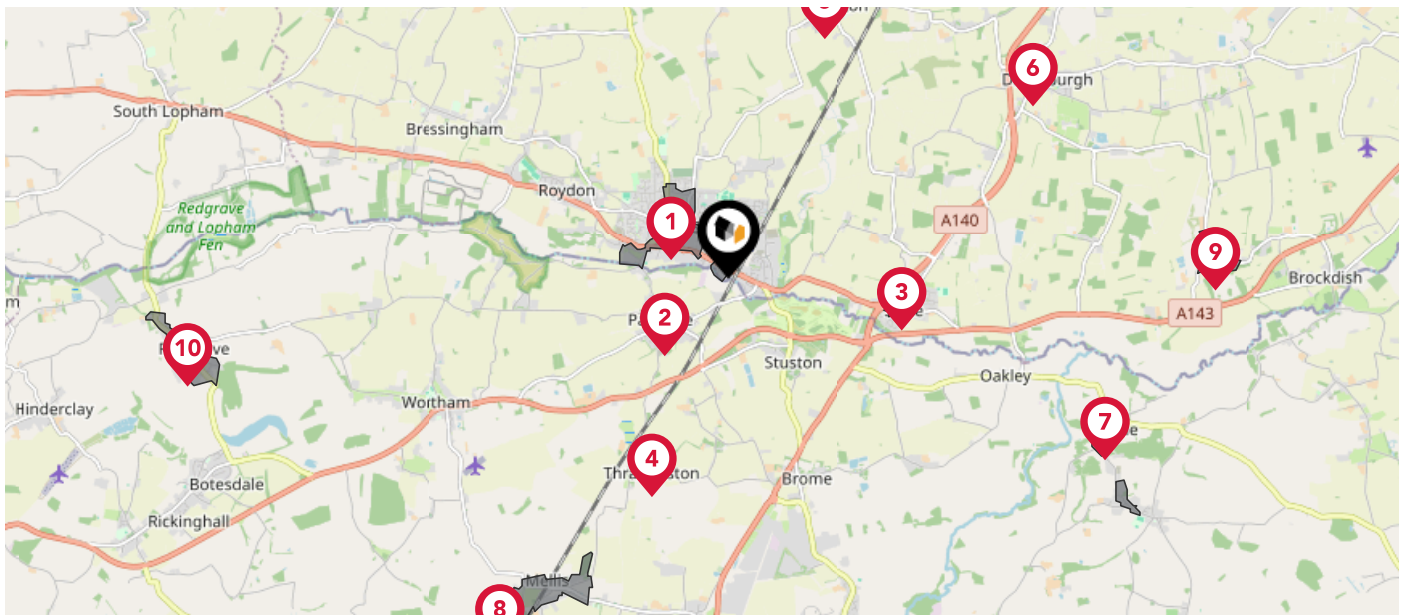 6
South Lopham
Bressingham
Roydon
Redgrave
and Lopham
Fen
1
A140
9
Brockdish
3
A143
2
10
Stuston
Oakley
Hinderclay
Wortham
7
4
Brome
Botesdale
Rickinghall
Mellis
8